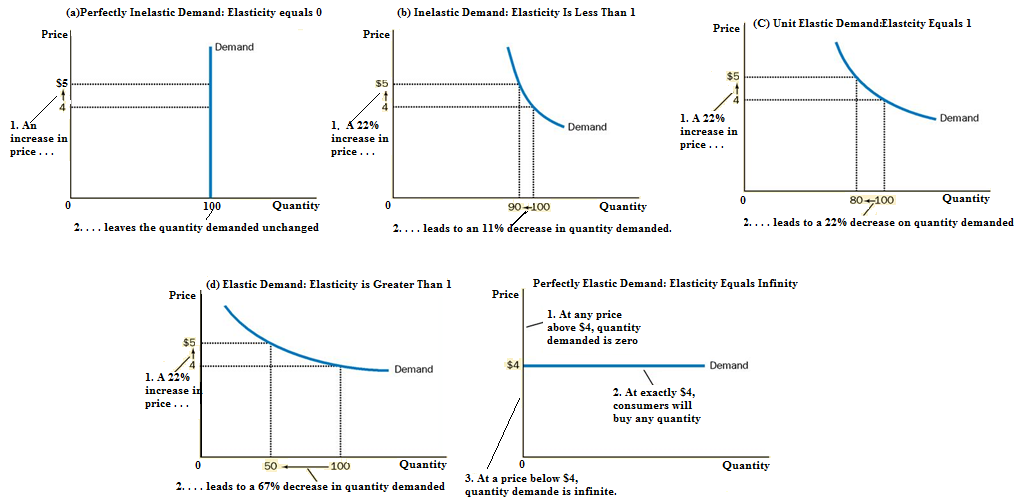 (a)Perfectly Inelastic Demand: Elasticity equals 0
Price
Demand
$5
4
1. An
increase in
price . . .
0
100
Quantity
2. . . . leaves the quantity demanded unchanged
(b) Inelastic Demand: Elasticity Is Less Than 1
Price
$5
4
1. A 22%
increase in
price . . .
Demand
0
90
100
Quantity
2. . . . leads to an 11% decrease in quantity demanded.
(C) Unit Elastic Demand:Elastcity Equals 1
Price
$5
4
1. A 22%
increase in
price . . .
Demand
0
80
100
Quantity
2. . . . leads to a 22% decrease on quantity demanded
(d) Elastic Demand: Elasticity is Greater Than 1
Price
$5
4
1. A 22%
increase in
price . . .
Demand
0
50
100
Quantity
2. . . . leads to a 67% decrease in quantity demanded
Perfectly Elastic Demand: Elasticity Equals Infinity
Price
1. At any price
above $4, quantity
demanded is zero
$4
Demand
2. At exactly $4,
consumers will
buy any quantity
0
Quantity
3. At a price below $4,
quantity demande is infinite.